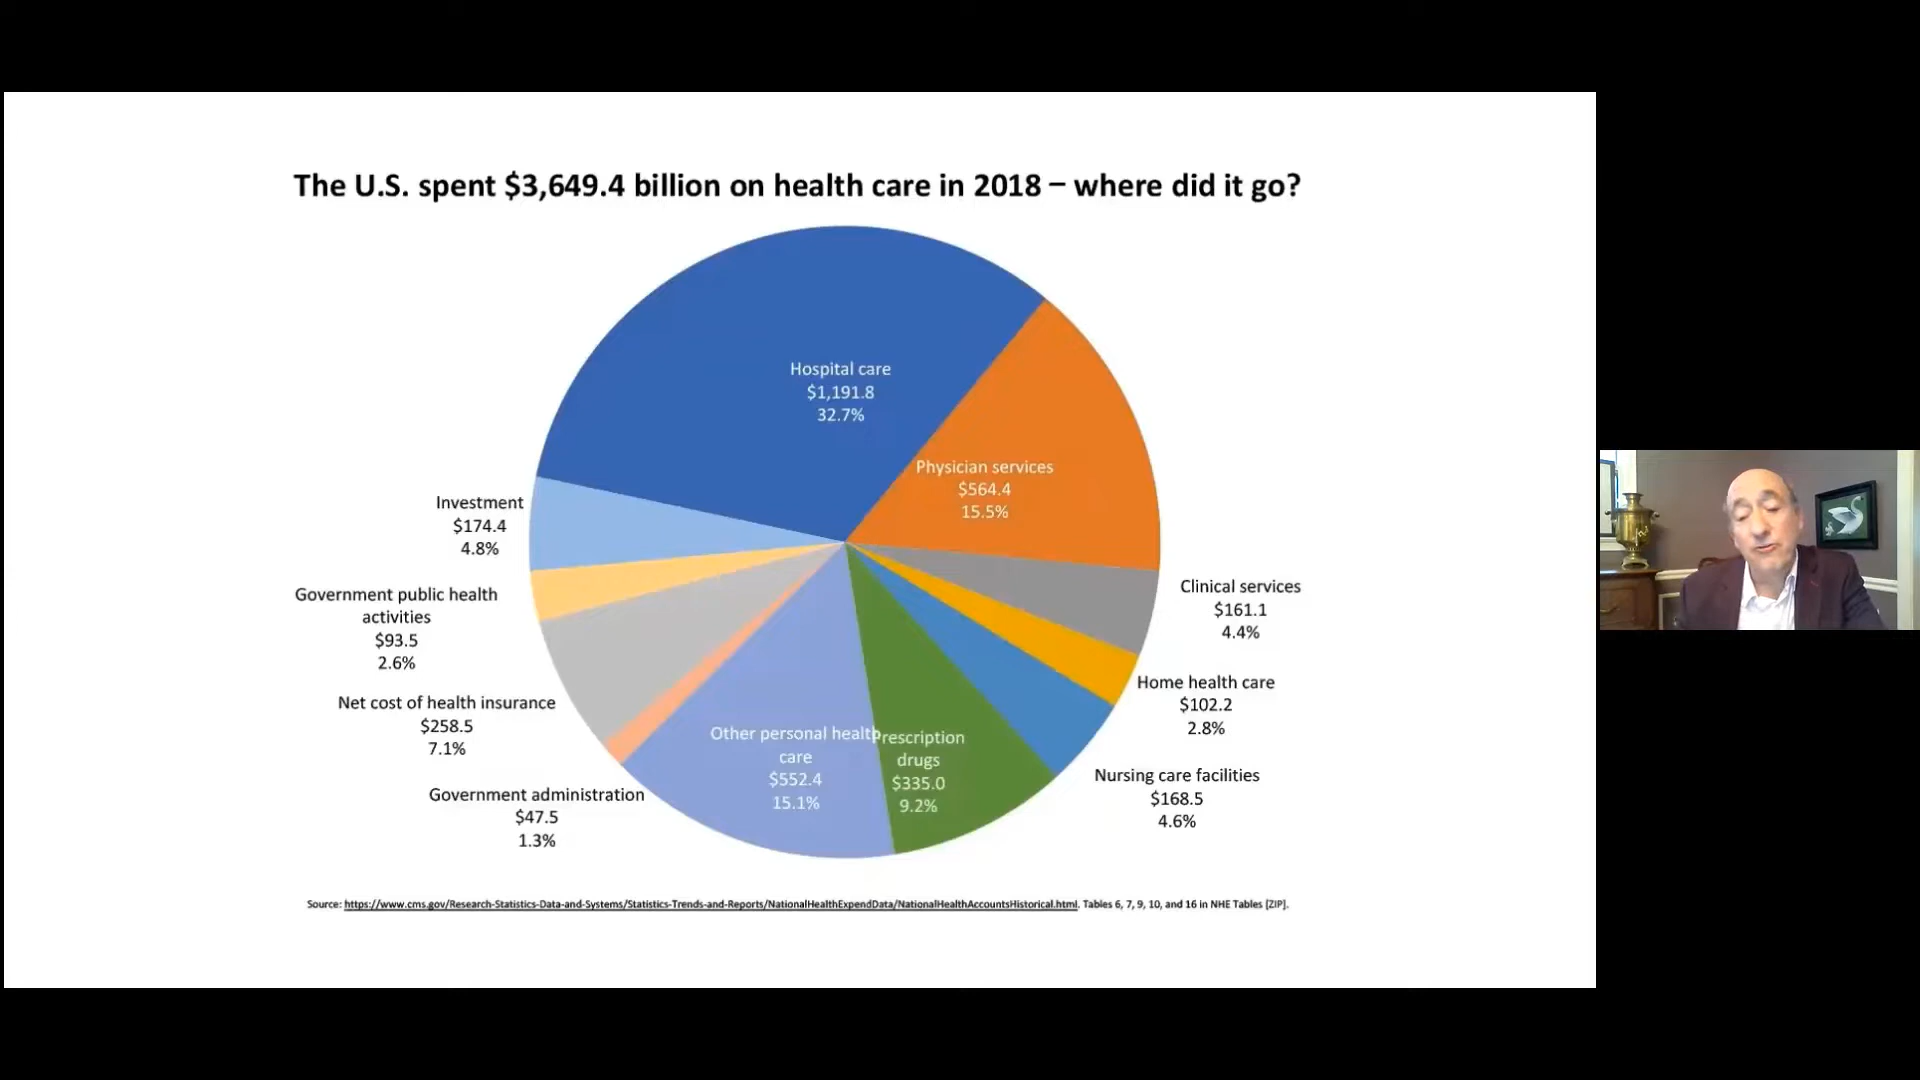 The U.S. spent $3,649.4 billion on health care in 2018 – where did it go?
Hospital care
$1,191.8
32.7%
Physician services
$564.4
15.5%
Clinical services
$161.1
4.4%
Home health care
$102.2
2.8%
Nursing care facilities
$168.5
4.6%
Prescription
drugs
$335.0
9.2%
Other personal health
care
$552.4
15.1%
Government administration
$47.5
1.3%
Net cost of health insurance
$258.5
7.1%
Government public health
activities
$93.5
2.6%
Investment
$174.4
4.8%
Source: https://www.cms.gov/Research-Statistics-Data-and-Systems/Statistics-Trends-and-Reports/NationalHealthExpendData/NationalHealthAccountsHistorical.html. Tables 6, 7, 9, 10, and 16 in NHE Tables [ZIP].